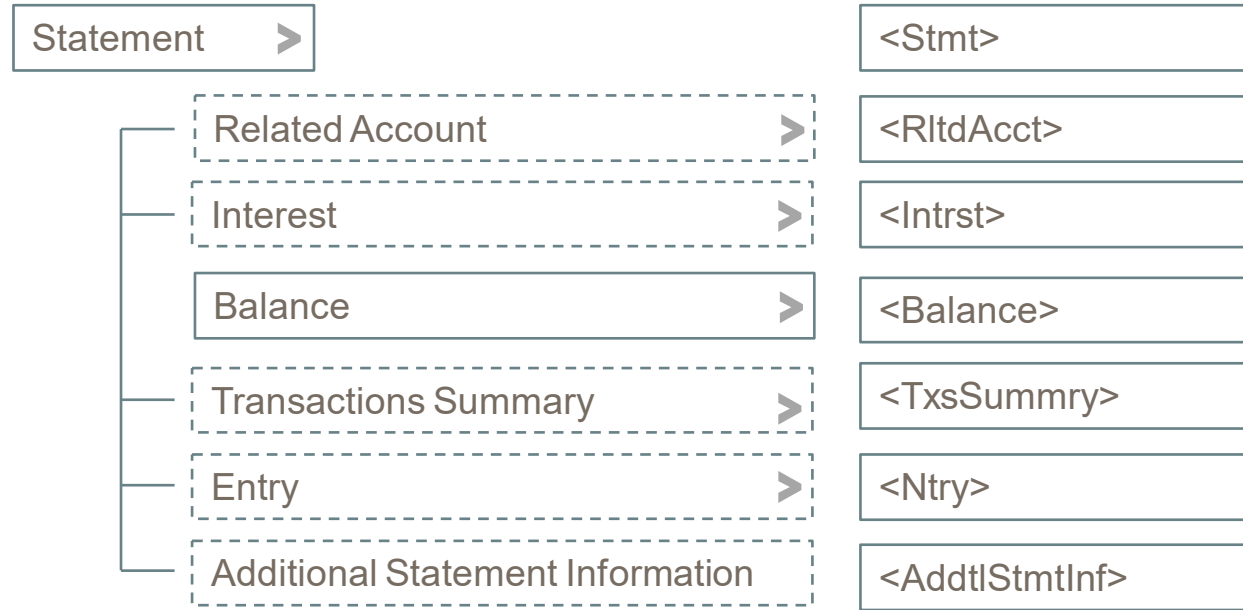 Statement > <Stmt>
Related Account > <RltdAcct>
Interest > <Intrst>
Balance > <Balance>
Transactions Summary > <TxsSummry>
Entry > <Ntry>
Additional Statement Information <AddtlStmtInf>